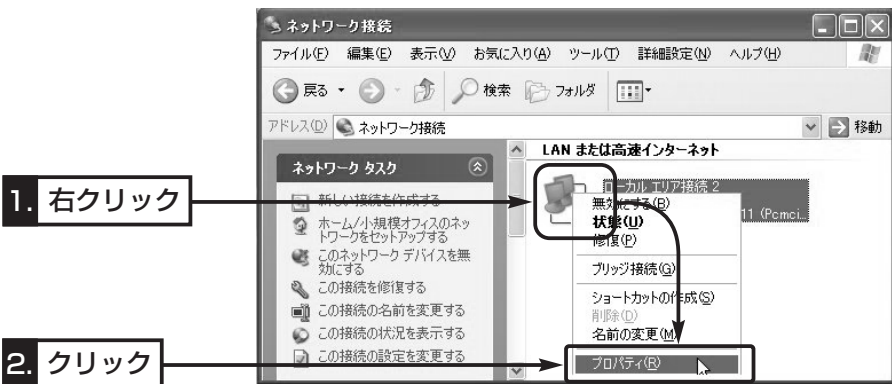 ネットワーク接続
ファイル(F) 編集(E) 表示(V) お気に入り(A) ツール(T) 詳細設定(N) ヘルプ(H)
戻る 検索 フォルダ
アドレス(D) ネットワーク接続 移動
ネットワーク タスク
新しい接続を作成する
ホーム/小規模オフィスのネッ
トワークをセットアップする
このネットワーク デバイスを無
効にする
この接続を修復する
この接続の名前を変更する
この接続の状況を表示する
この接続の設定を変更する
LAN または高速インターネット
ローカル エリア接続 2
11 (Pcmci...
無効にする(B)
状態(U)
修復(P)
ブリッジ接続(G)
ショートカットの作成(S)
削除(D)
名前の変更(M)
プロパティ(R)
1. 右クリック
2. クリック